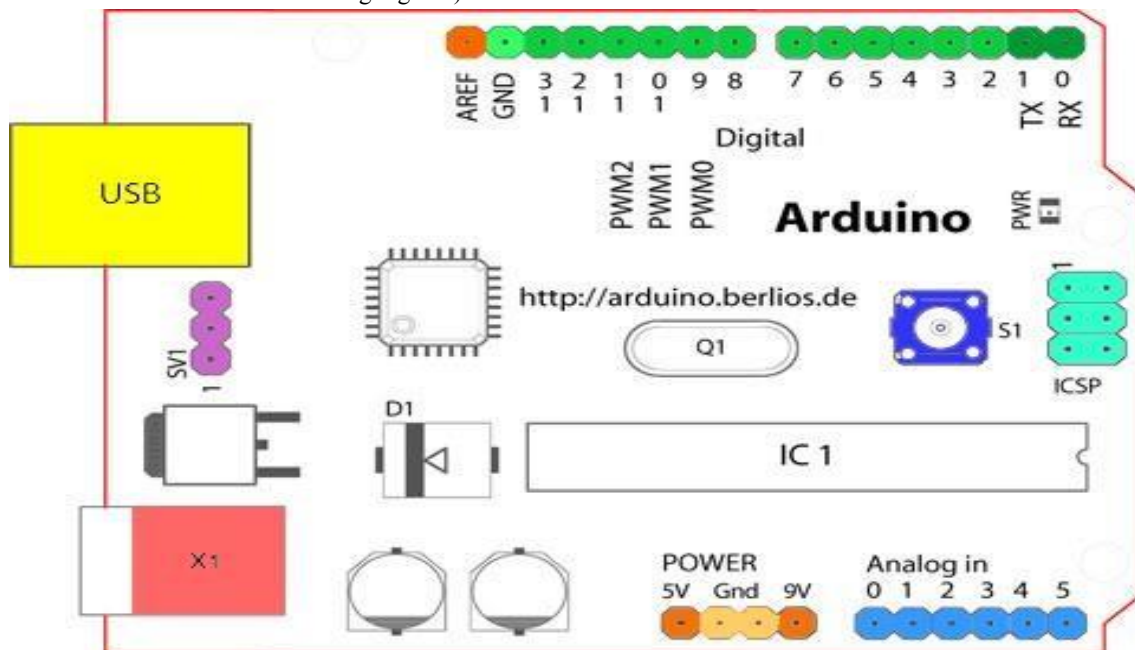 AREF GND 13 12 11 10 9 8 7 6 5 4 3 2 1 0
TX RX
Digital
PWM2 PWM1 PWM0
Arduino
PWR
USB
1
http://arduino.berlios.de
S1
Q1
SV1
1
ICSP
D1
IC 1
X1
POWER
5V Gnd 9V
Analog in
0 1 2 3 4 5